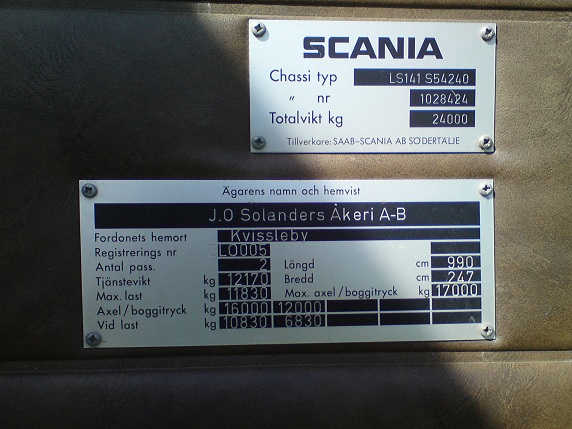 SCANIA
Chassi typ LS141 S54240
„ nr 1028424
Totalvikt kg 24000
Tillverkare: SAAB-SCANIA AB SÖDERTÄLJE
Ägarens namn och hemvist
J.O Solanders Åkeri A-B
Fordonets hemort Kvissleby
Registrerings nr LO005
Antal pass. 2 Längd cm 990
Tjänstevikt kg 12170 Bredd cm 247
Max. last kg 11830 Max. axel/boggitryck kg 17000
Axel/boggitryck kg 16000 12000
Vid last kg 10830 6830